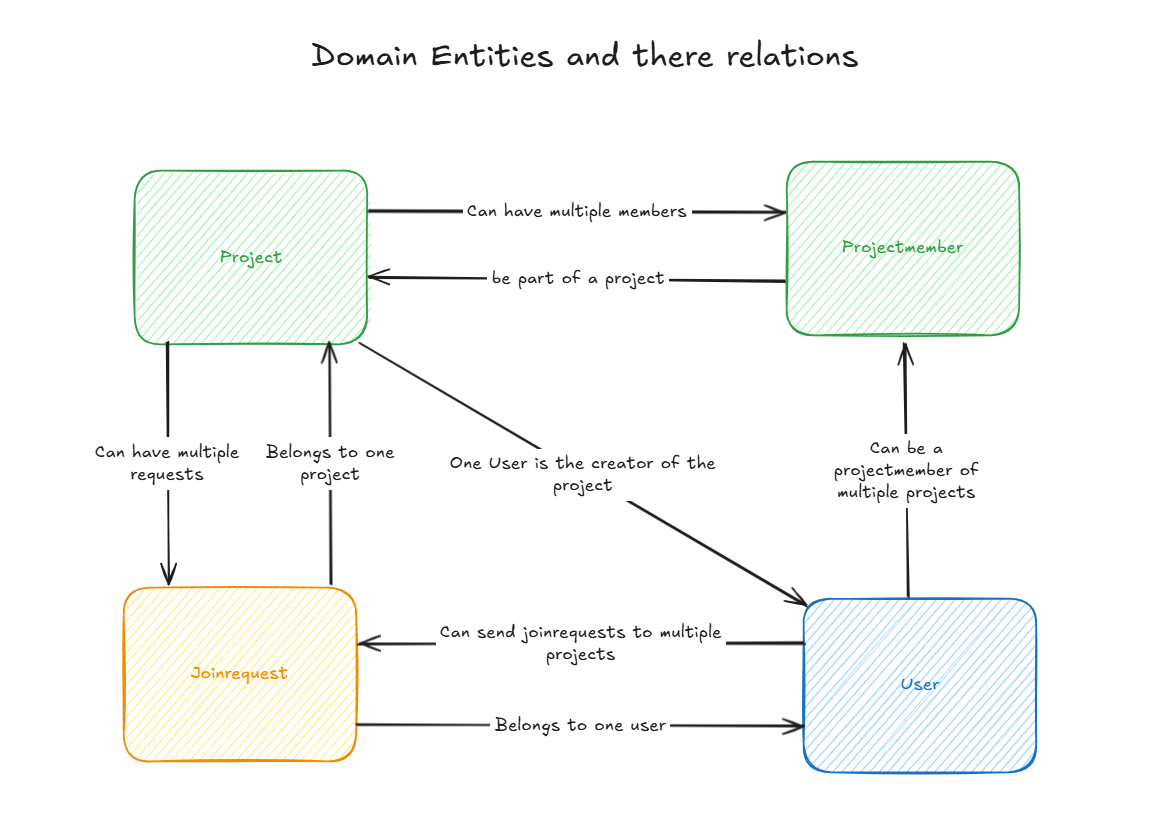 Domain Entities and there relations
Project
Can have multiple members
be part of a project
Projectmember
Can have multiple
requests
Belongs to one
project
One User is the creator of the
project
Can be a
projectmember of
multiple projects
Joinrequest
Can send joinrequests to multiple
projects
Belongs to one user
User